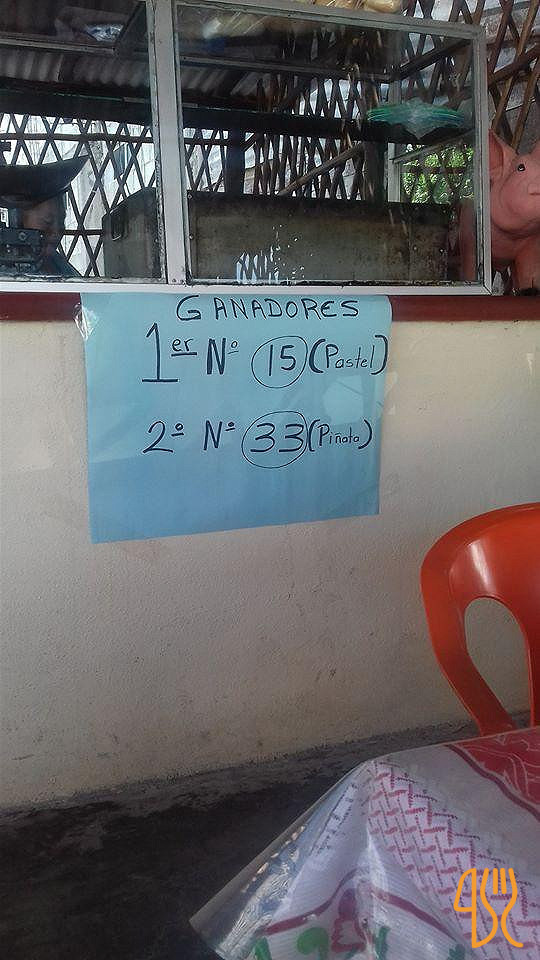 GANADORES
1er Nº 15 (Pastel)
2º Nº 33 (Piñata)